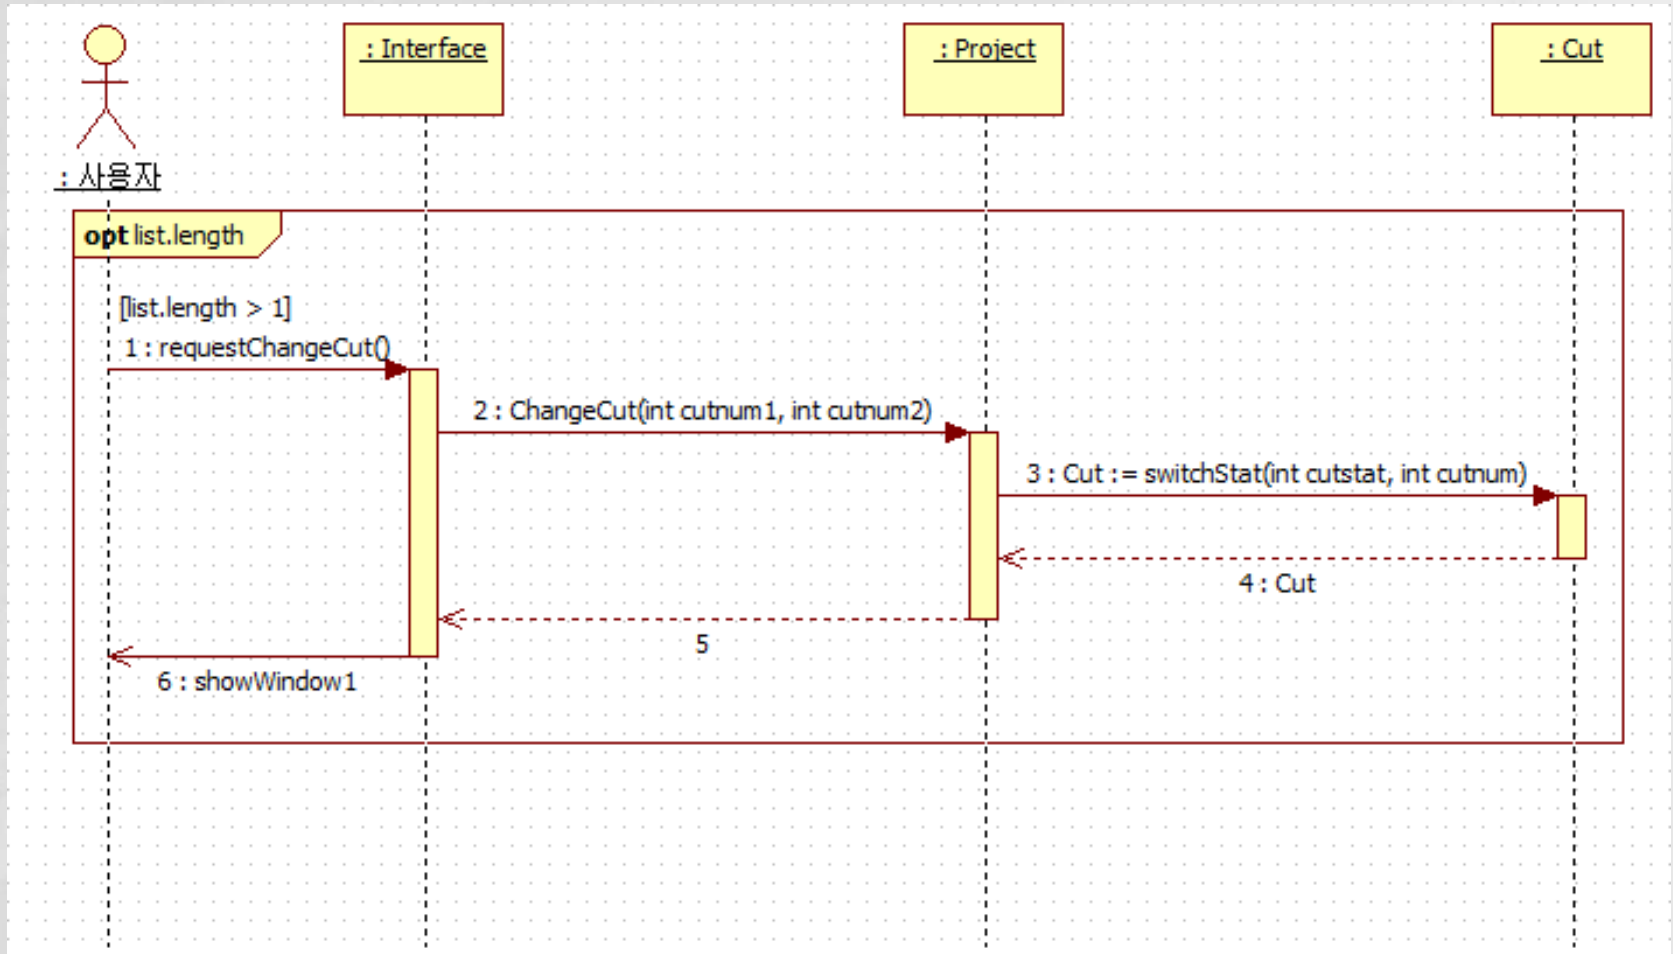 : Interface
: Project
: Cut
: 사용자
opt list.length
[list.length > 1]
1 : requestChangeCut()
2 : ChangeCut(int cutnum1, int cutnum2)
3 : Cut := switchStat(int cutstat, int cutnum)
4 : Cut
5
6 : showWindow1